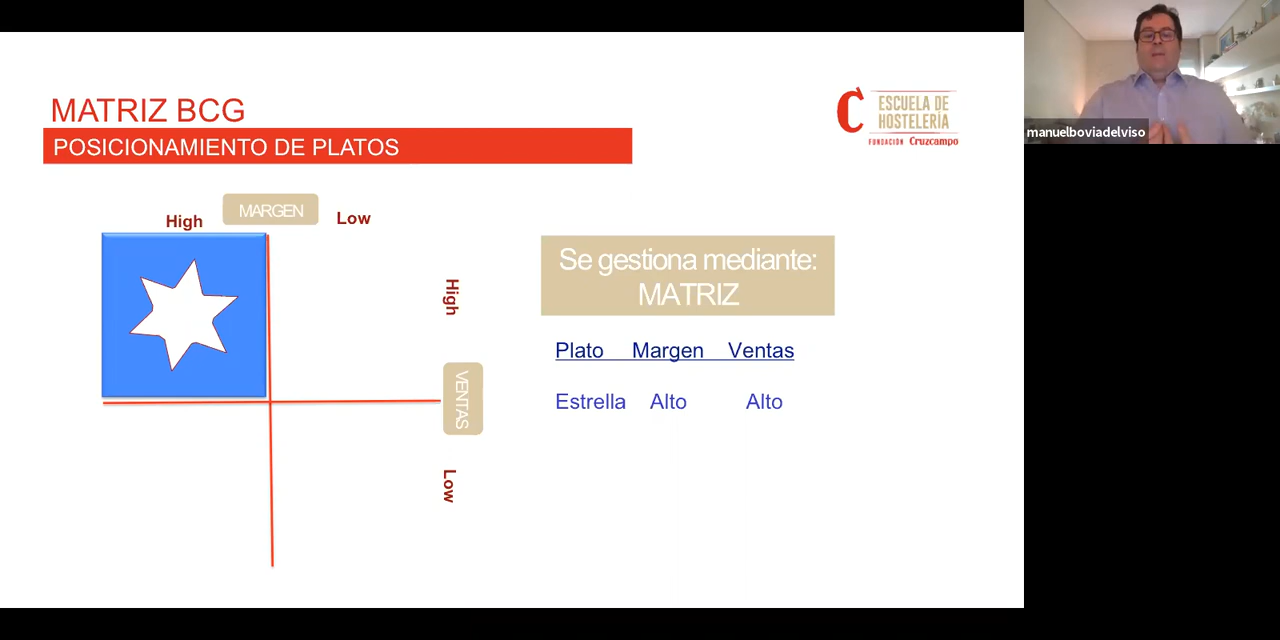 MATRIZ BCG
POSICIONAMIENTO DE PLATOS
ESCUELA DE
HOSTELERÍA
FUNDACIÓN Cruzcampo
manuelboviadelviso
High
MARGEN
Low
High
VENTAS
Low
Se gestiona mediante:
MATRIZ
Plato Margen Ventas
Estrella Alto Alto